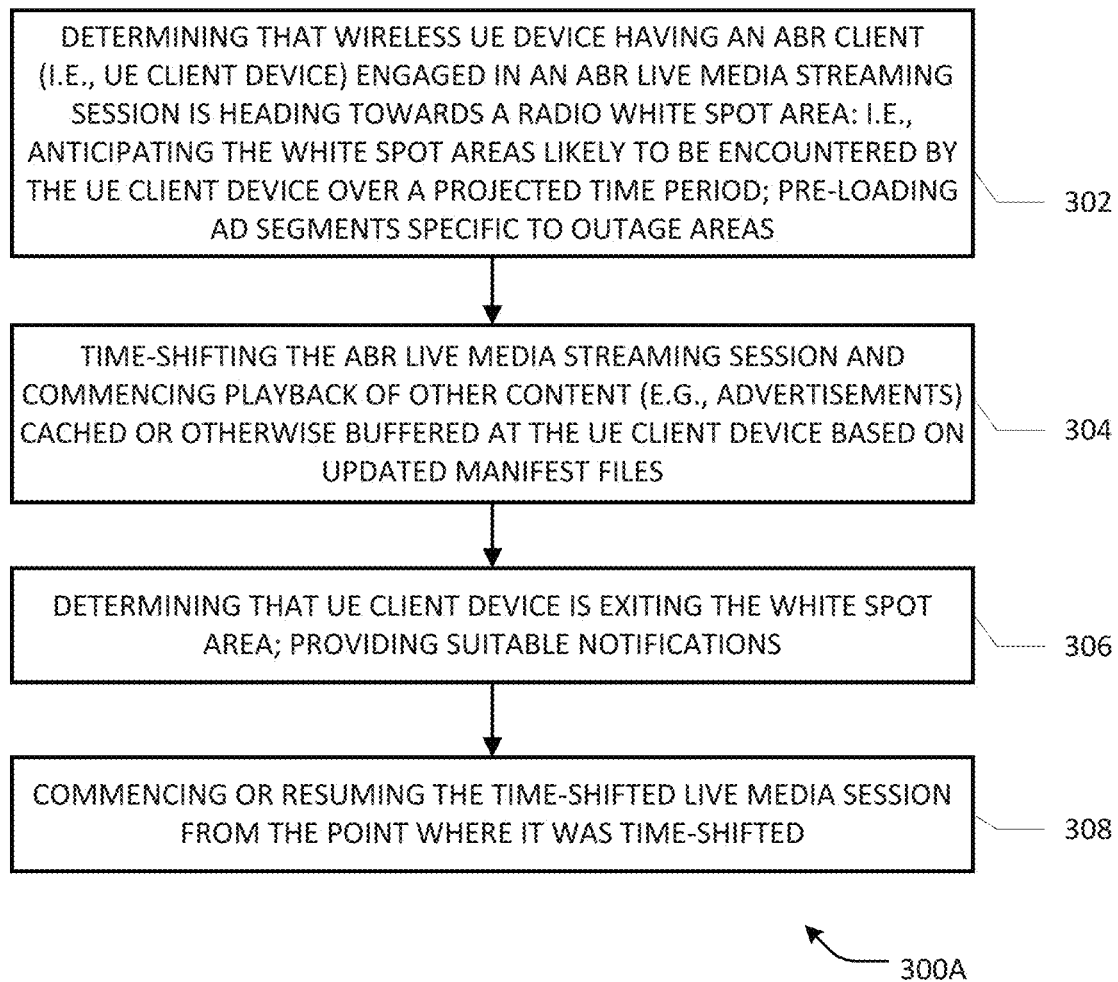 DETERMINING THAT WIRELESS UE DEVICE HAVING AN ABR CLIENT
(I.E., UE CLIENT DEVICE) ENGAGED IN AN ABR LIVE MEDIA STREAMING
SESSION IS HEADING TOWARDS A RADIO WHITE SPOT AREA: I.E.,
ANTICIPATING THE WHITE SPOT AREAS LIKELY TO BE ENCOUNTERED BY
THE UE CLIENT DEVICE OVER A PROJECTED TIME PERIOD; PRE-LOADING
AD SEGMENTS SPECIFIC TO OUTAGE AREAS
302
TIME-SHIFTING THE ABR LIVE MEDIA STREAMING SESSION AND
COMMENCING PLAYBACK OF OTHER CONTENT (E.G., ADVERTISEMENTS)
CACHED OR OTHERWISE BUFFERED AT THE UE CLIENT DEVICE BASED ON
UPDATED MANIFEST FILES
304
DETERMINING THAT UE CLIENT DEVICE IS EXITING THE WHITE SPOT
AREA; PROVIDING SUITABLE NOTIFICATIONS
306
COMMENCING OR RESUMING THE TIME-SHIFTED LIVE MEDIA SESSION
FROM THE POINT WHERE IT WAS TIME-SHIFTED
308
300A